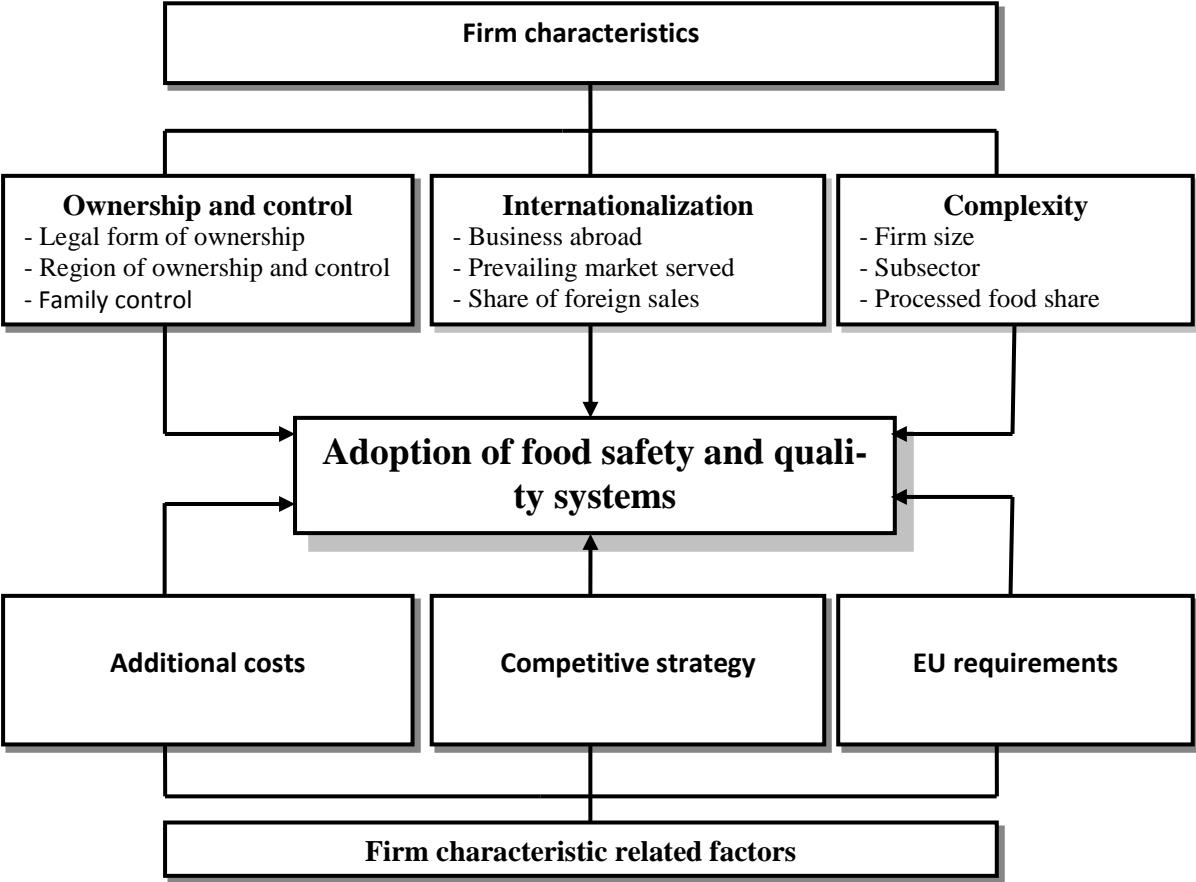 Firm characteristics
Ownership and control
- Legal form of ownership
- Region of ownership and control
- Family control
Internationalization
- Business abroad
- Prevailing market served
- Share of foreign sales
Complexity
- Firm size
- Subsector
- Processed food share
Adoption of food safety and quali-
ty systems
Additional costs
Competitive strategy
EU requirements
Firm characteristic related factors